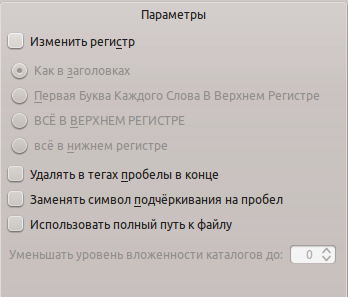 Параметры
Изменить регистр
Как в заголовках
Первая Буква Каждого Слова В Верхнем Регистре
ВСЁ В ВЕРХНЕМ РЕГИСТРЕ
всё в нижнем регистре
Удалять в тегах пробелы в конце
Заменять символ подчёркивания на пробел
Использовать полный путь к файлу
Уменьшать уровень вложенности каталогов до: 0